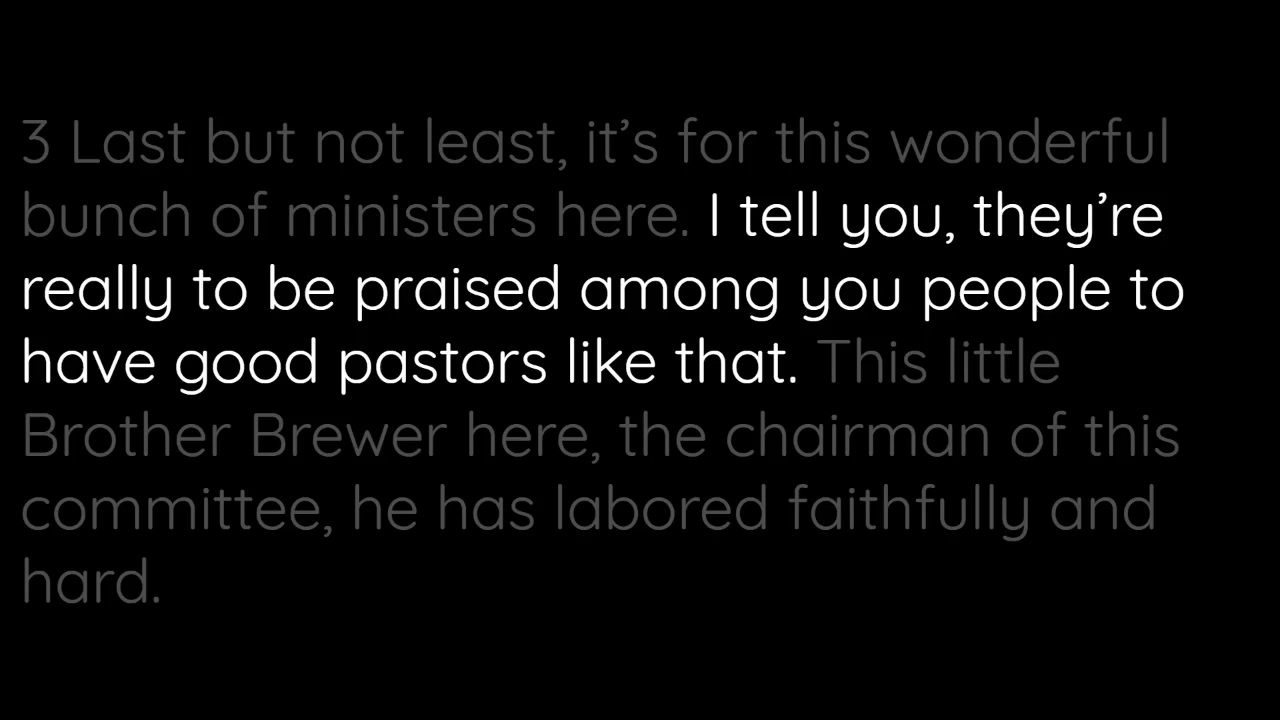 3 Last but not least, it’s for this wonderful
bunch of ministers here. I tell you, they’re
really to be praised among you people to
have good pastors like that. This little
Brother Brewer here, the chairman of this
committee, he has labored faithfully and
hard.